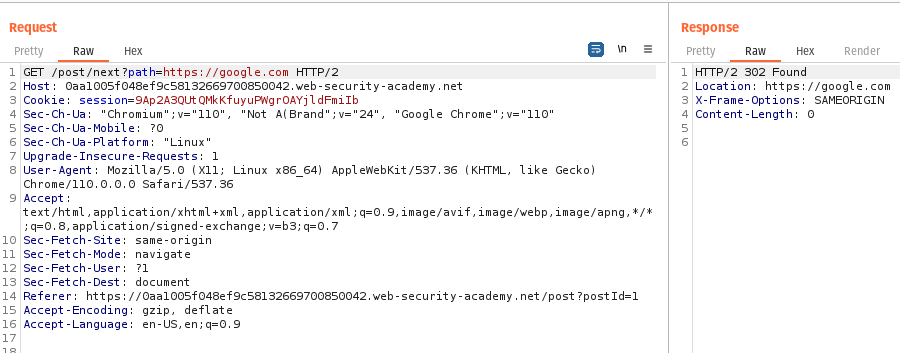 Request
Pretty Raw Hex
\n
1 GET /post/next?path=https://google.com HTTP/2
2 Host: 0aa1005f048ef9c58132669700850042.web-security-academy.net
3 Cookie: session=9Ap2A3QUtQMkKfuyuPWgrOAYjldFmiIb
4 Sec-Ch-Ua: "Chromium";v="110", "Not A(Brand";v="24", "Google Chrome";v="110"
5 Sec-Ch-Ua-Mobile: ?0
6 Sec-Ch-Ua-Platform: "Linux"
7 Upgrade-Insecure-Requests: 1
8 User-Agent: Mozilla/5.0 (X11; Linux x86_64) AppleWebKit/537.36 (KHTML, like Gecko)
Chrome/110.0.0.0 Safari/537.36
9 Accept:
text/html,application/xhtml+xml,application/xml;q=0.9,image/avif,image/webp,image/apng,*/*
;q=0.8,application/signed-exchange;v=b3;q=0.7
10 Sec-Fetch-Site: same-origin
11 Sec-Fetch-Mode: navigate
12 Sec-Fetch-User: ?1
13 Sec-Fetch-Dest: document
14 Referer: https://0aa1005f048ef9c58132669700850042.web-security-academy.net/post?postId=1
15 Accept-Encoding: gzip, deflate
16 Accept-Language: en-US,en;q=0.9
17
18
Response
Pretty Raw Hex Render
1 HTTP/2 302 Found
2 Location: https://google.com
3 X-Frame-Options: SAMEORIGIN
4 Content-Length: 0
5
6